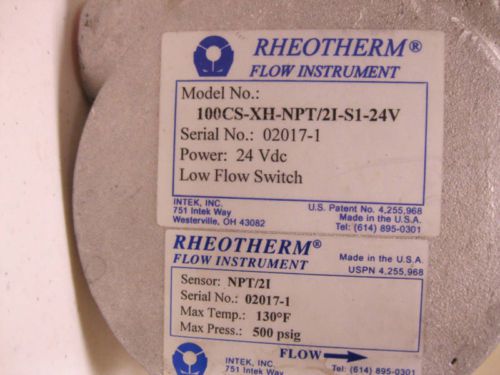 RHEOTHERM®
FLOW INSTRUMENT
Model No.:
100CS-XH-NPT/2I-S1-24V
Serial No.: 02017-1
Power: 24 Vdc
Low Flow Switch
INTEK, INC.
751 Intek Way
Westerville, OH 43082
U.S. Patent No. 4,255,968
Made in the U.S.A.
Tel: (614) 895-0301
RHEOTHERM®
FLOW INSTRUMENT
Made in the U.S.A.
USPN 4,255,968
Sensor: NPT/2I
Serial No.: 02017-1
Max Temp.: 130°F
Max Press.: 500 psig
FLOW
INTEK, INC.
751 Intek Way
Tel: (614) 895-0301